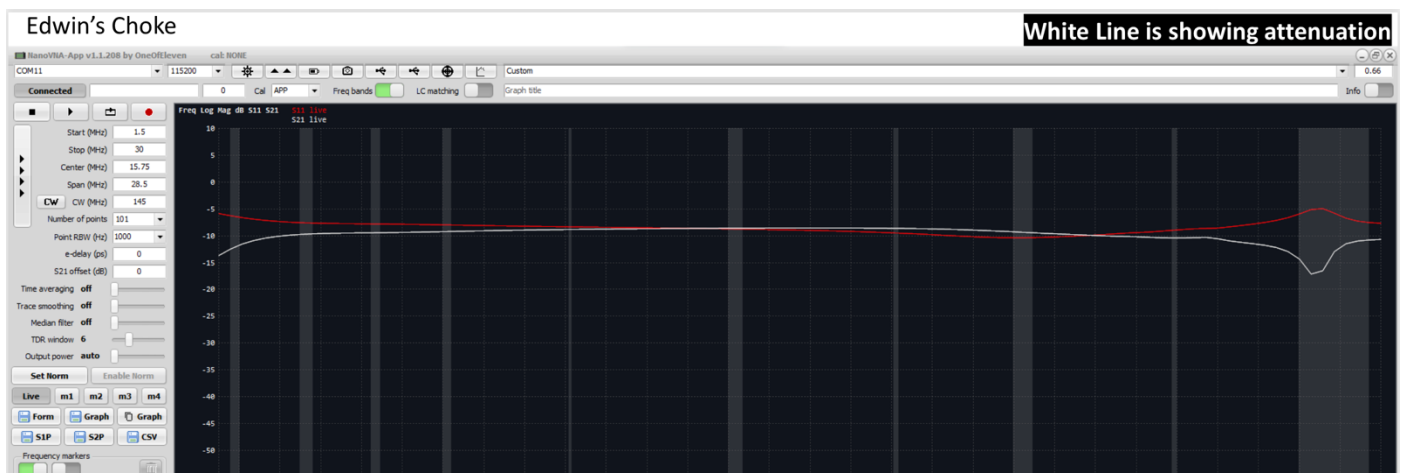 Edwin's Choke
White Line is showing attenuation
NanoVNA-App v1.1.208 by OneOfEleven cal: NONE
COM11 115200 Custom 0.66
Connected 0 Cal APP Freq bands LC matching Graph title Info
Freq Log Mag dB S11 S21 S11 live
S21 live
Start (MHz) 1.5
Stop (MHz) 30
Center (MHz) 15.75
Span (MHz) 28.5
CW CW (MHz) 145
Number of points 101
Point RBW (Hz) 1000
e-delay (ps) 0
S21 offset (dB) 0
Time averaging off
Trace smoothing off
Median filter off
TDR window 6
Output power auto
Set Norm Enable Norm
Live m1 m2 m3 m4
Form Graph Graph
S1P S2P CSV
Frequency markers
10
5
0
-5
-10
-15
-20
-25
-30
-35
-40
-45
-50